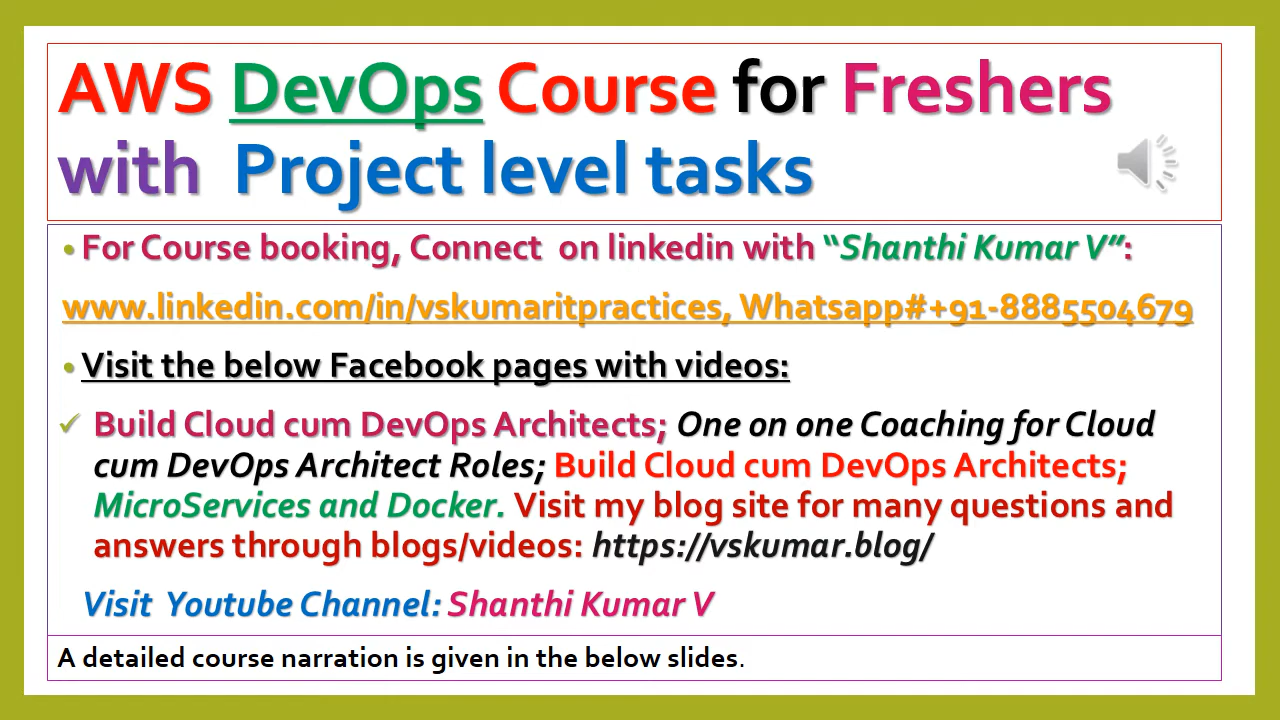 AWS DevOps Course for Freshers
with Project level tasks
• For Course booking, Connect on linkedin with “Shanthi Kumar V”:
www.linkedin.com/in/vskumaritpractices, Whatsapp#+91-8885504679
• Visit the below Facebook pages with videos:
✓ Build Cloud cum DevOps Architects; One on one Coaching for Cloud
cum DevOps Architect Roles; Build Cloud cum DevOps Architects;
MicroServices and Docker. Visit my blog site for many questions and
answers through blogs/videos: https://vskumar.blog/
Visit Youtube Channel: Shanthi Kumar V
A detailed course narration is given in the below slides.